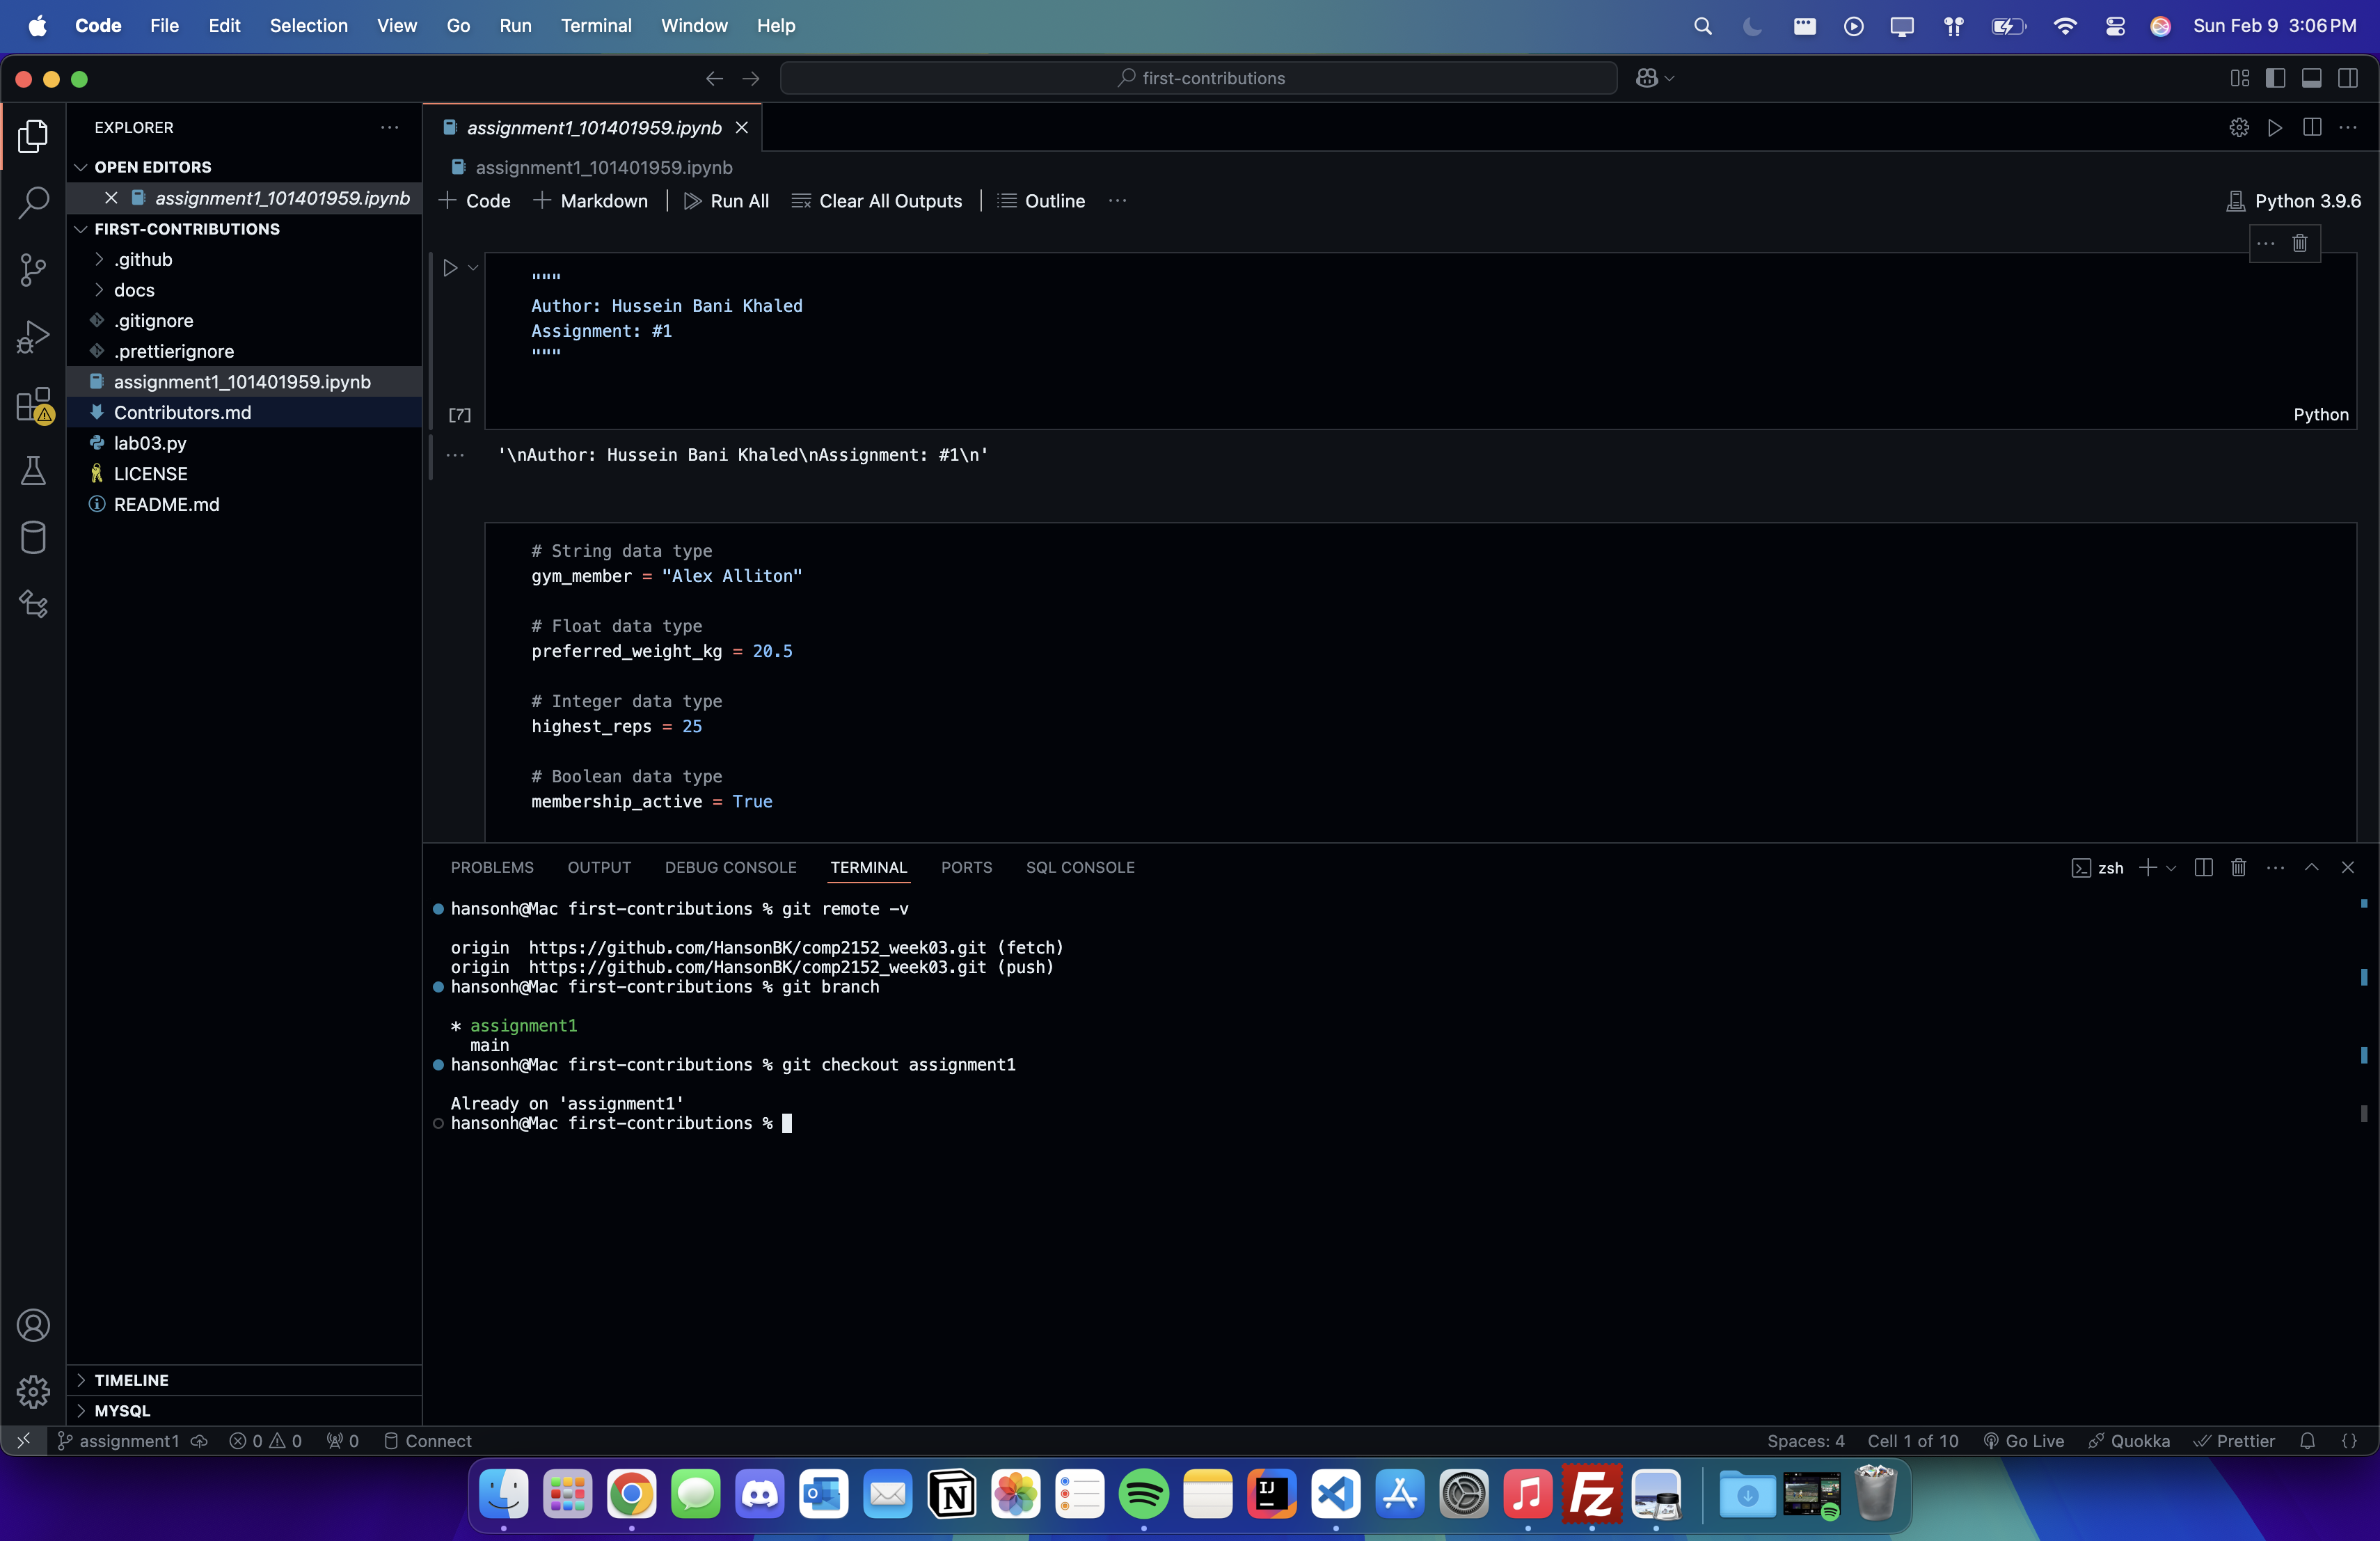 Code File Edit Selection View Go Run Terminal Window Help Sun Feb 9 3:06 PM
first-contributions
EXPLORER
OPEN EDITORS
assignment1_101401959.ipynb
FIRST-CONTRIBUTIONS
.github
docs
.gitignore
.prettierignore
assignment1_101401959.ipynb
Contributors.md
lab03.py
LICENSE
README.md
TIMELINE
MYSQL
assignment1_101401959.ipynb
assignment1_101401959.ipynb
Code Markdown Run All Clear All Outputs Outline Python 3.9.6
"""
Author: Hussein Bani Khaled
Assignment: #1
"""
[7] Python
'\nAuthor: Hussein Bani Khaled\nAssignment: #1\n'
# String data type
gym_member = "Alex Alliton"
# Float data type
preferred_weight_kg = 20.5
# Integer data type
highest_reps = 25
# Boolean data type
membership_active = True
PROBLEMS OUTPUT DEBUG CONSOLE TERMINAL PORTS SQL CONSOLE zsh
hansonh@Mac first-contributions % git remote -v
origin https://github.com/HansonBK/comp2152_week03.git (fetch)
origin https://github.com/HansonBK/comp2152_week03.git (push)
hansonh@Mac first-contributions % git branch
* assignment1
main
hansonh@Mac first-contributions % git checkout assignment1
Already on 'assignment1'
hansonh@Mac first-contributions %
assignment1 0 0 0 Connect Spaces: 4 Cell 1 of 10 Go Live Quokka Prettier {}
N IJ Fz